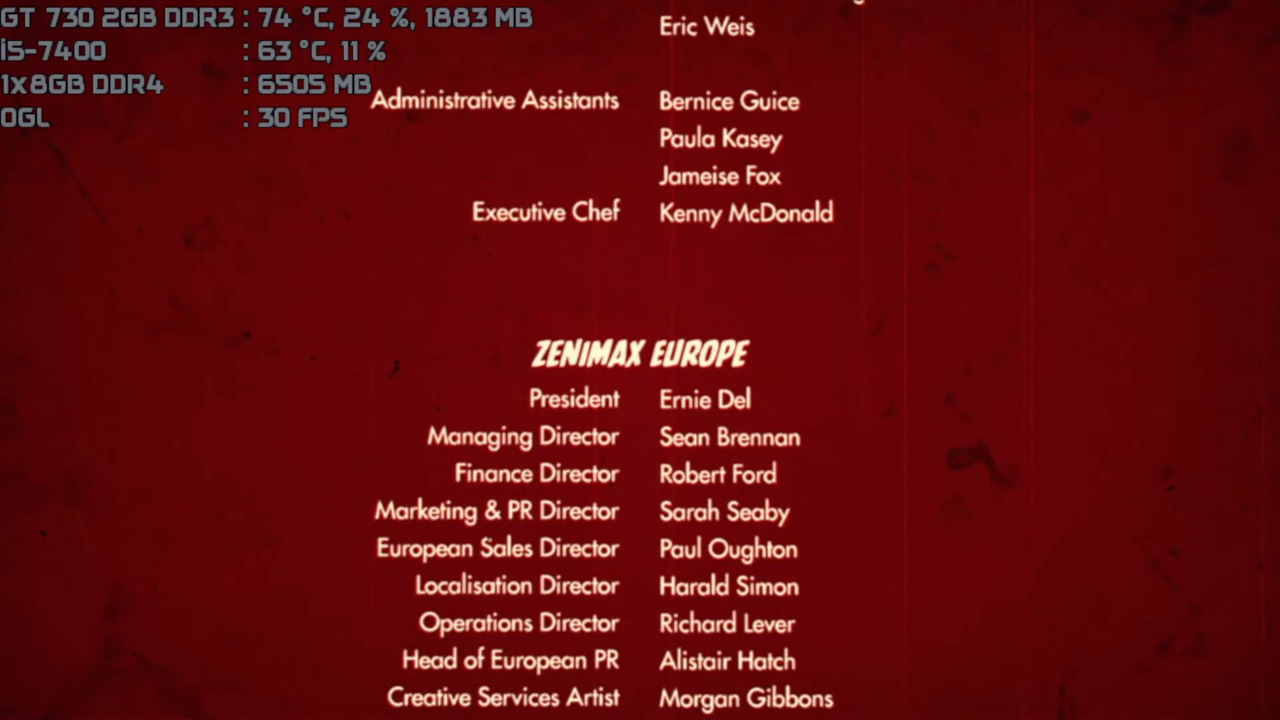 GT 730 2GB DDR3 : 74 °C, 24 %, 1883 MB
i5-7400 : 63 °C, 11 %
1x8GB DDR4 : 6505 MB
OGL : 30 FPS
Eric Weis
Administrative Assistants Bernice Guice
Paula Kasey
Jameise Fox
Executive Chef Kenny McDonald
ZENIMAX EUROPE
President Ernie Del
Managing Director Sean Brennan
Finance Director Robert Ford
Marketing & PR Director Sarah Seaby
European Sales Director Paul Oughton
Localisation Director Harald Simon
Operations Director Richard Lever
Head of European PR Alistair Hatch
Creative Services Artist Morgan Gibbons